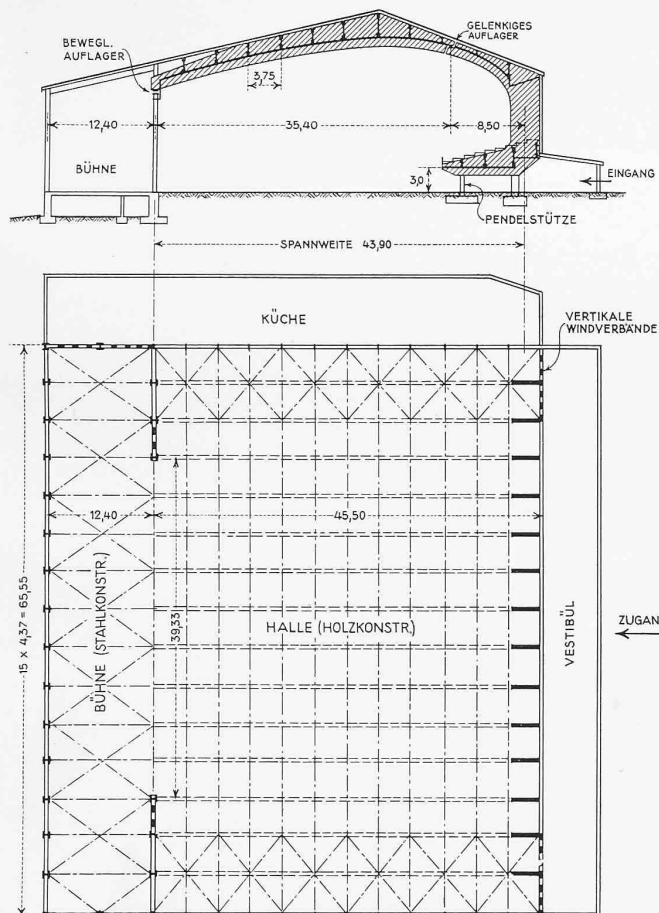 BEWEGL.
AUFLAGER
GELENKIGES
AUFLAGER
3,75
12,40
35,40
8,50
BÜHNE
3,0
EINGANG
PENDELSTÜTZE
SPANNWEITE 43,90
KÜCHE
VERTIKALE
WINDVERBÄNDE
12,40
45,50
15 x 4,37 = 65,55
BÜHNE (STAHLKONSTR.)
39,33
HALLE (HOLZKONSTR.)
VESTIBÜL
ZUGAN